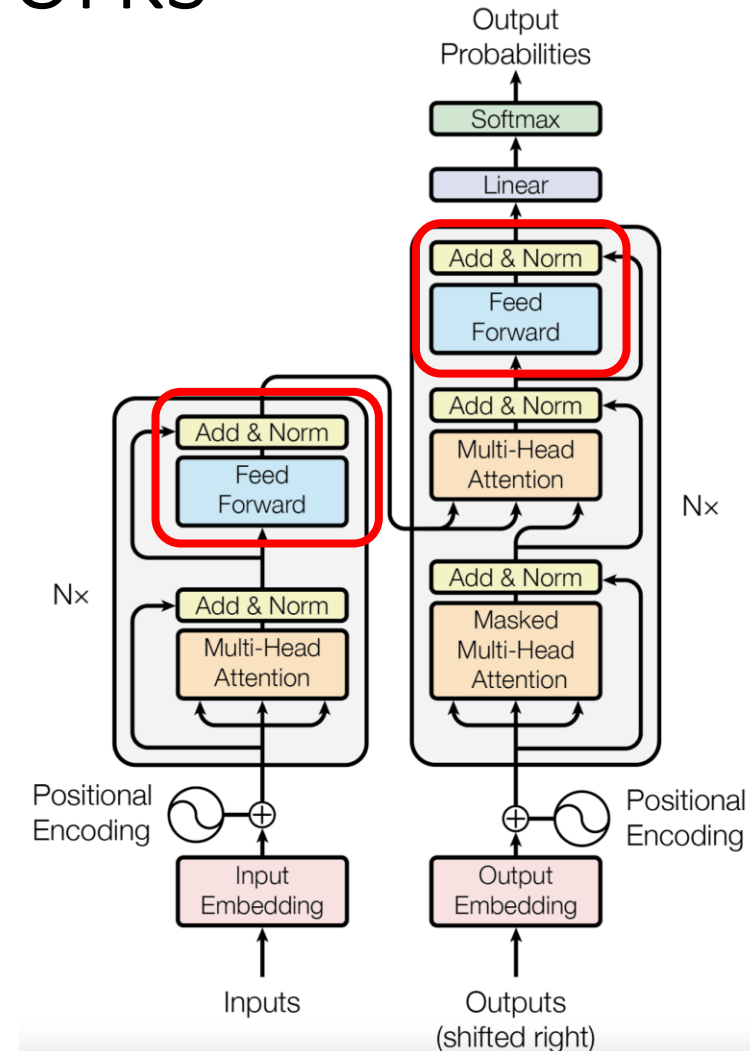 Output
Probabilities
Softmax
Linear
Add & Norm
Feed
Forward
Add & Norm
Multi-Head
Attention
Add & Norm
Masked
Multi-Head
Attention
Nx
Add & Norm
Feed
Forward
Add & Norm
Multi-Head
Attention
Nx
Positional
Encoding
Positional
Encoding
Input
Embedding
Output
Embedding
Inputs
Outputs
(shifted right)